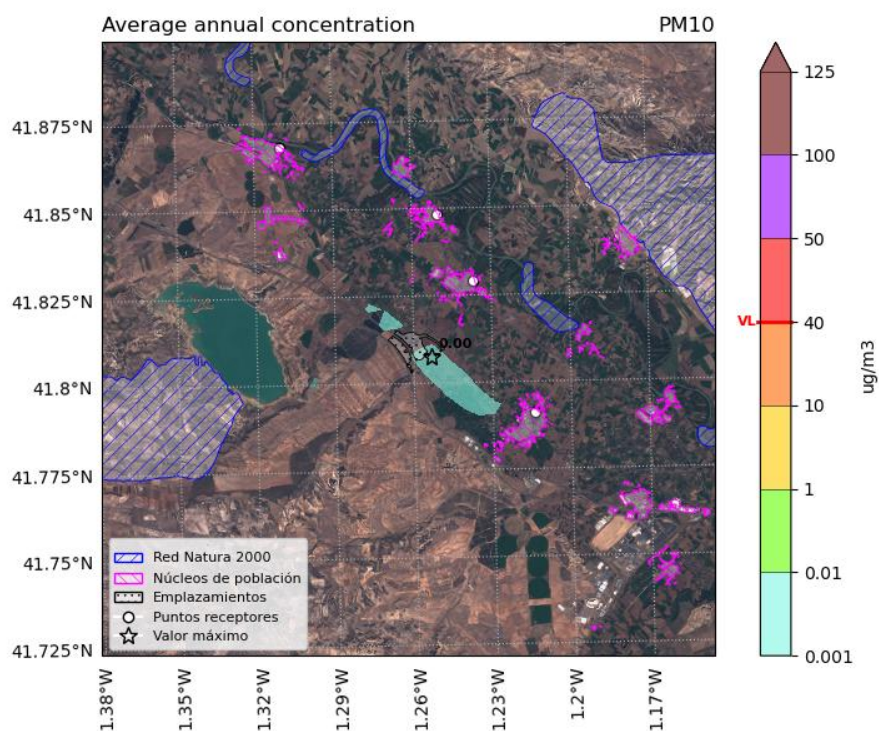 Average annual concentration PM10
125
100
50
VL 40
10
1
0.01
0.001
ug/m3
41.875°N
41.85°N
41.825°N
41.8°N
41.775°N
41.75°N
41.725°N
0.00
Red Natura 2000
Núcleos de población
Emplazamientos
Puntos receptores
Valor máximo
1.38°W
1.35°W
1.32°W
1.29°W
1.26°W
1.23°W
1.2°W
1.17°W